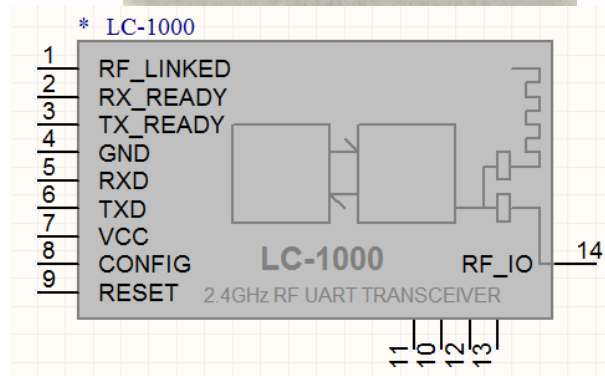 * LC-1000
1 RF_LINKED
2 RX_READY
3 TX_READY
4 GND
5 RXD
6 TXD
7 VCC
8 CONFIG
9 RESET
LC-1000
RF_IO 14
2.4GHz RF UART TRANSCEIVER
11 10 12 13